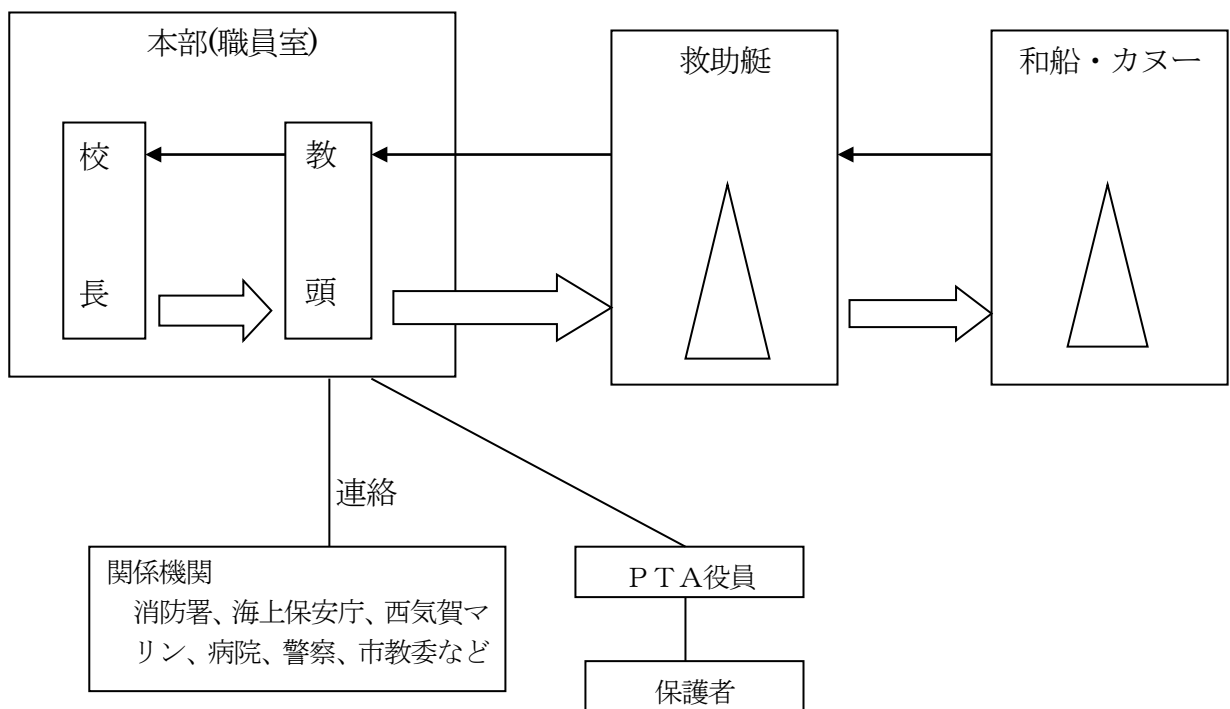 本部(職員室)
救助艇
和船・カヌー
校長
教頭
連絡
関係機関
消防署、海上保安庁、西気賀マ
リン、病院、警察、市教委など
ＰＴＡ役員
保護者